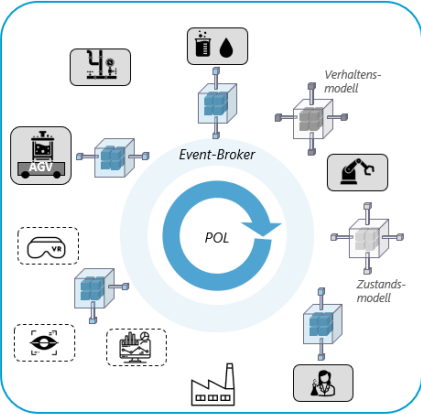 Verhaltens-
modell
Event-Broker
AGV
POL
VR
Zustands-
modell